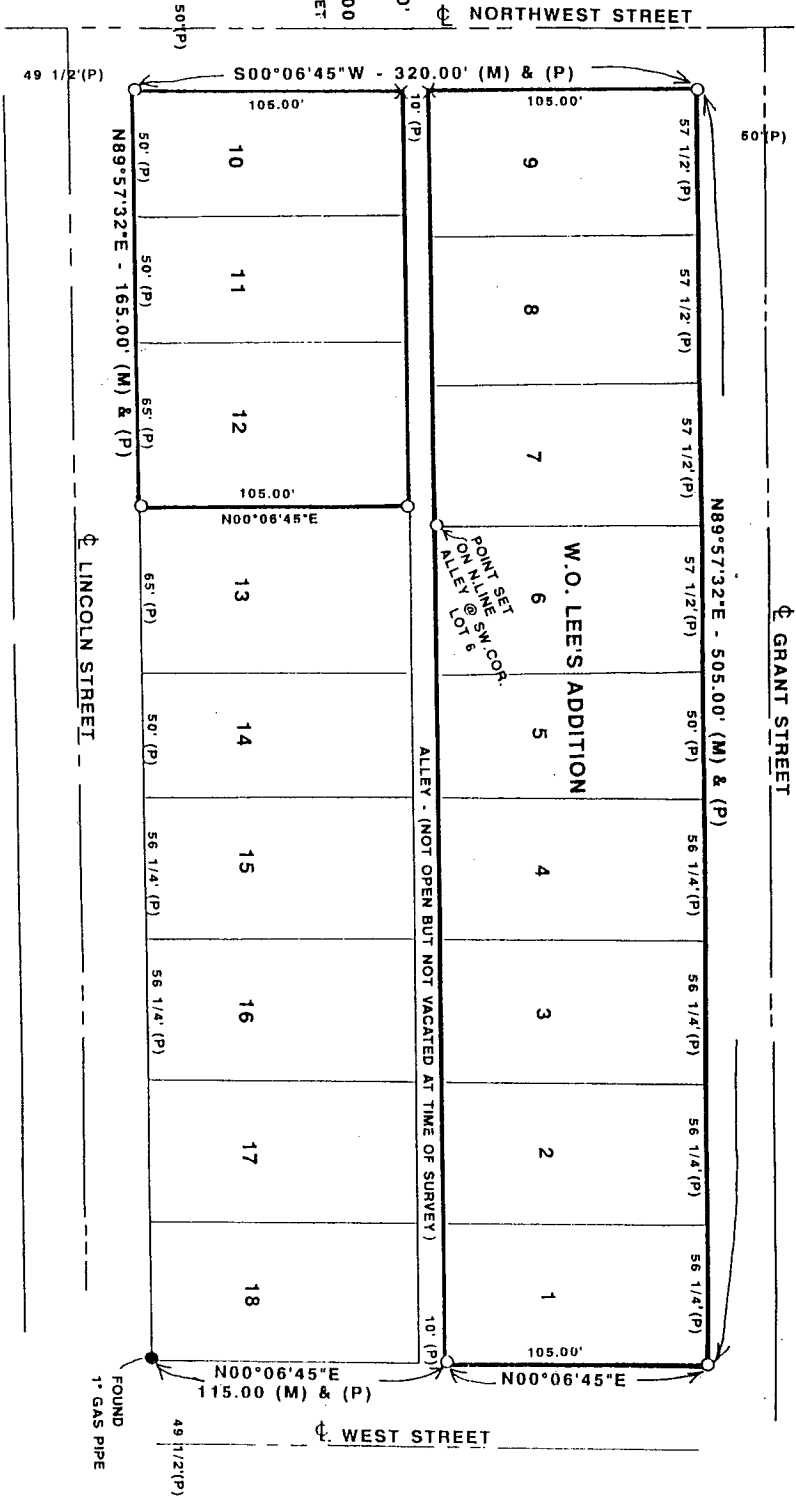 ℄ NORTHWEST STREET
50'(P)
49 1/2'(P)
S00°06'45"W - 320.00' (M) & (P)
50'(P)
105.00'
10' (P)
105.00'
℄ GRANT STREET
N89°57'32"E - 505.00' (M) & (P)
57 1/2' (P)
57 1/2' (P)
57 1/2' (P)
57 1/2' (P)
50' (P)
56 1/4' (P)
56 1/4' (P)
56 1/4'(P)
56 1/4'(P)
9
8
7
6
5
4
3
2
1
W.O. LEE'S ADDITION
POINT SET
ON N.LINE
ALLEY @ SW.COR.
LOT 6
ALLEY - (NOT OPEN BUT NOT VACATED AT TIME OF SURVEY)
10' (P)
105.00'
N00°06'45"E
10
11
12
13
14
15
16
17
18
105.00'
N00°06'45"E
50' (P)
50' (P)
65' (P)
65' (P)
50' (P)
56 1/4' (P)
56 1/4' (P)
N89°57'32"E - 165.00' (M) & (P)
℄ LINCOLN STREET
N00°06'45"E
115.00 (M) & (P)
FOUND
1" GAS PIPE
49 1/2'(P)
℄ WEST STREET